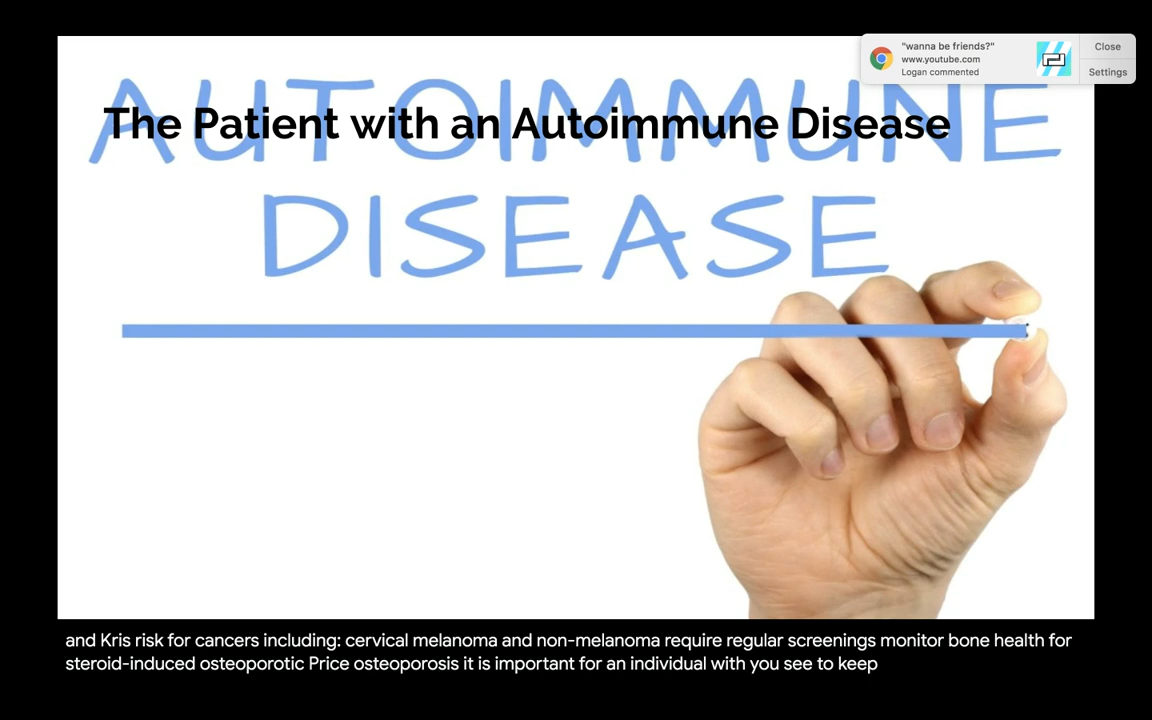 "wanna be friends?"
www.youtube.com
Logan commented
Close
Settings
AUTOIMMUNE
The Patient with an Autoimmune Disease
DISEASE
and Kris risk for cancers including: cervical melanoma and non-melanoma require regular screenings monitor bone health for
steroid-induced osteoporotic Price osteoporosis it is important for an individual with you see to keep